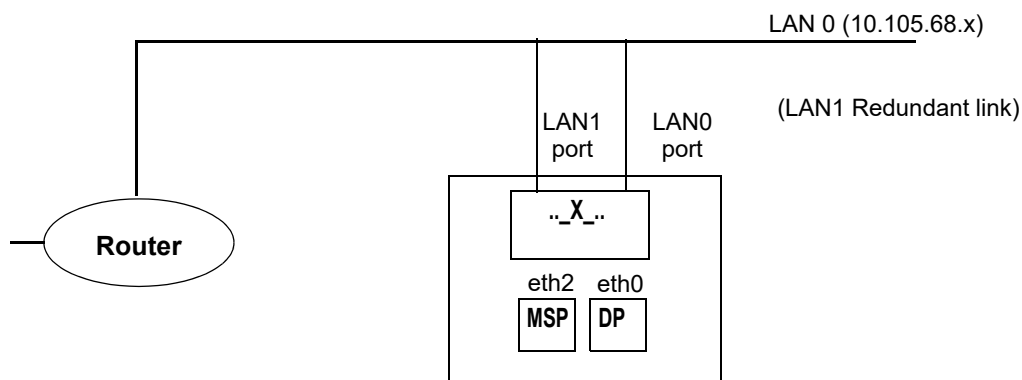 LAN 0 (10.105.68.x)
(LAN1 Redundant link)
LAN1
port
LAN0
port
.._X_..
Router
eth2 eth0
MSP DP